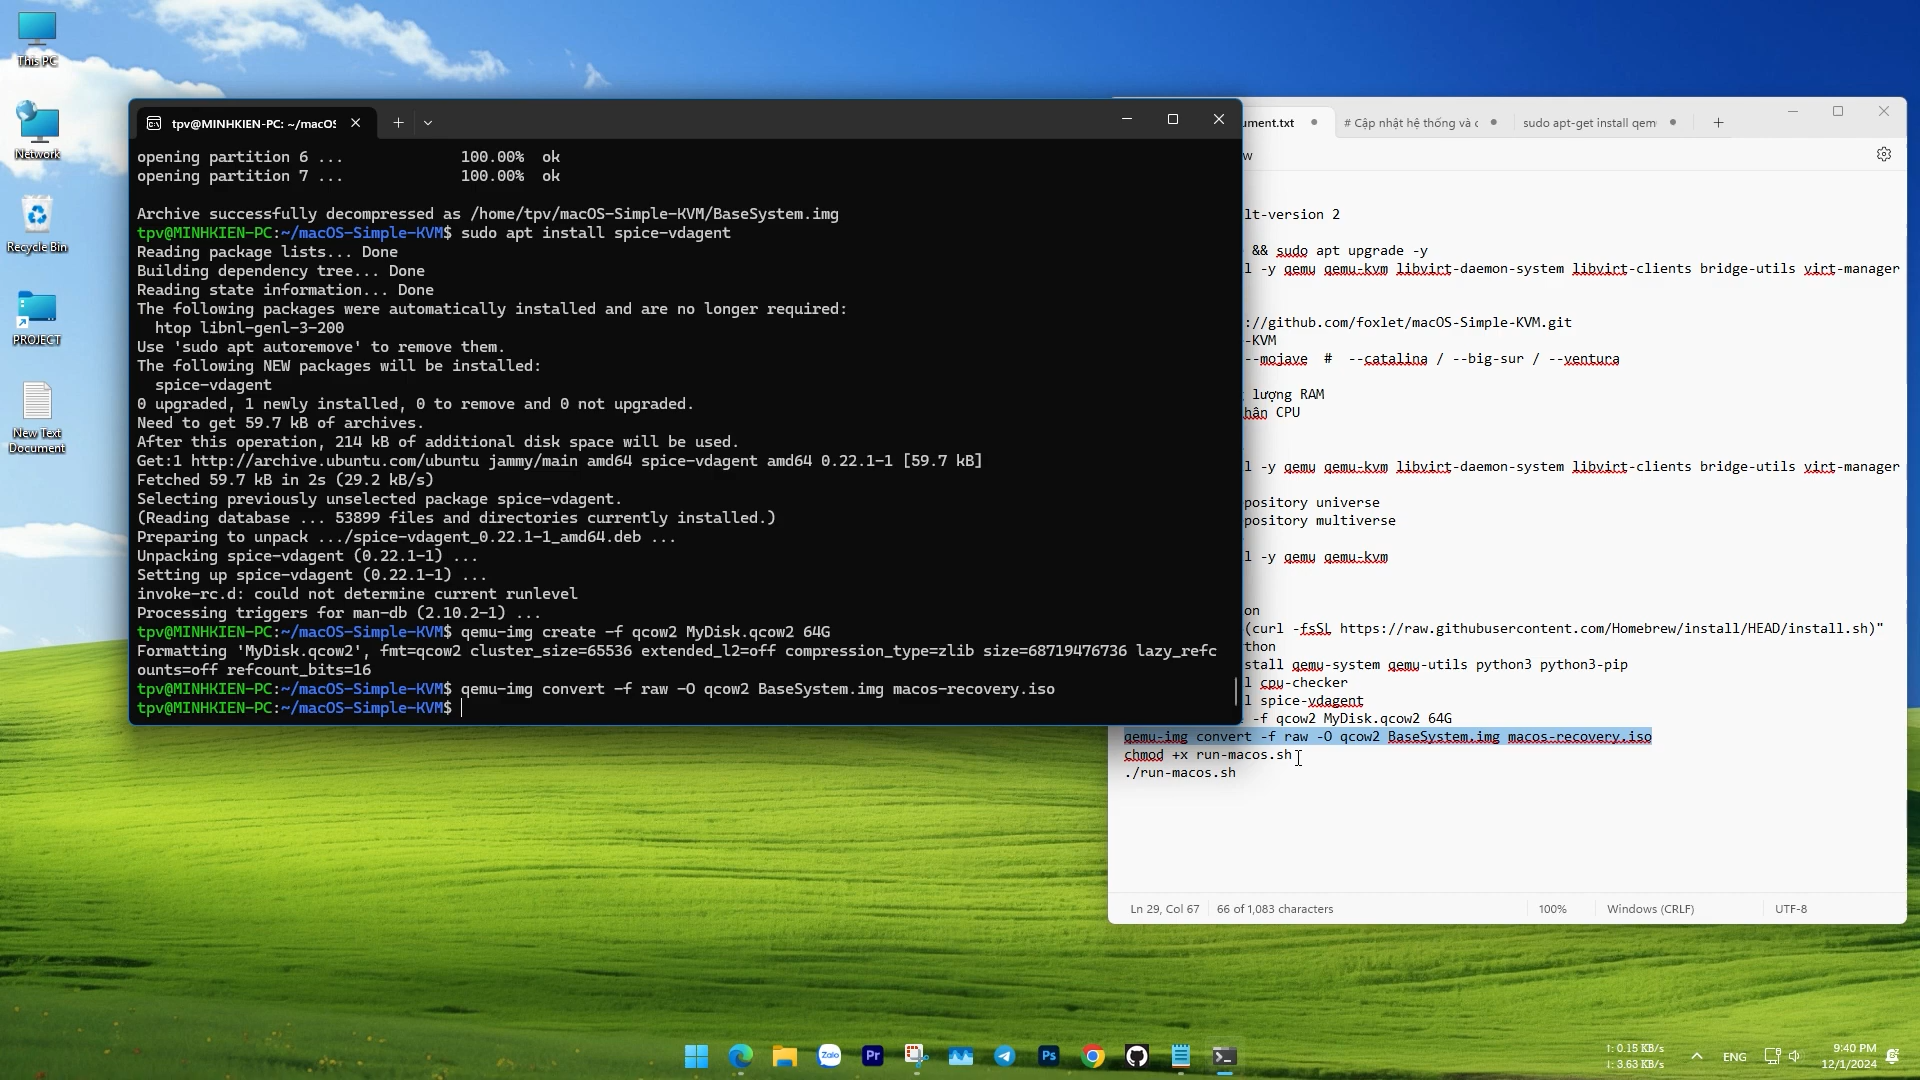 This PC
Network
Recycle Bin
PROJECT
New Text
Document
tpv@MINHKIEN-PC: ~/macOS
opening partition 6 ... 100.00% ok
opening partition 7 ... 100.00% ok
Archive successfully decompressed as /home/tpv/macOS-Simple-KVM/BaseSystem.img
tpv@MINHKIEN-PC:~/macOS-Simple-KVM$ sudo apt install spice-vdagent
Reading package lists... Done
Building dependency tree... Done
Reading state information... Done
The following packages were automatically installed and are no longer required:
htop libnl-genl-3-200
Use 'sudo apt autoremove' to remove them.
The following NEW packages will be installed:
spice-vdagent
0 upgraded, 1 newly installed, 0 to remove and 0 not upgraded.
Need to get 59.7 kB of archives.
After this operation, 214 kB of additional disk space will be used.
Get:1 http://archive.ubuntu.com/ubuntu jammy/main amd64 spice-vdagent amd64 0.22.1-1 [59.7 kB]
Fetched 59.7 kB in 2s (29.2 kB/s)
Selecting previously unselected package spice-vdagent.
(Reading database ... 53899 files and directories currently installed.)
Preparing to unpack .../spice-vdagent_0.22.1-1_amd64.deb ...
Unpacking spice-vdagent (0.22.1-1) ...
Setting up spice-vdagent (0.22.1-1) ...
invoke-rc.d: could not determine current runlevel
Processing triggers for man-db (2.10.2-1) ...
tpv@MINHKIEN-PC:~/macOS-Simple-KVM$ qemu-img create -f qcow2 MyDisk.qcow2 64G
Formatting 'MyDisk.qcow2', fmt=qcow2 cluster_size=65536 extended_l2=off compression_type=zlib size=68719476736 lazy_refc
ounts=off refcount_bits=16
tpv@MINHKIEN-PC:~/macOS-Simple-KVM$ qemu-img convert -f raw -O qcow2 BaseSystem.img macos-recovery.iso
tpv@MINHKIEN-PC:~/macOS-Simple-KVM$
ument.txt # Cập nhật hệ thống và c sudo apt-get install qem
w
lt-version 2
&& sudo apt upgrade -y
l -y qemu qemu-kvm libvirt-daemon-system libvirt-clients bridge-utils virt-manager
://github.com/foxlet/macOS-Simple-KVM.git
-KVM
--mojave # --catalina / --big-sur / --ventura
lượng RAM
hân CPU
l -y qemu qemu-kvm libvirt-daemon-system libvirt-clients bridge-utils virt-manager
pository universe
pository multiverse
l -y qemu qemu-kvm
on
(curl -fsSL https://raw.githubusercontent.com/Homebrew/install/HEAD/install.sh)"
thon
stall qemu-system qemu-utils python3 python3-pip
l cpu-checker
l spice-vdagent
-f qcow2 MyDisk.qcow2 64G
qemu-img convert -f raw -O qcow2 BaseSystem.img macos-recovery.iso
chmod +x run-macos.sh
./run-macos.sh
Ln 29, Col 67 66 of 1,083 characters 100% Windows (CRLF) UTF-8
Zalo
Pr
Ps
↑: 0.15 KB/s
↓: 3.63 KB/s
ENG
9:40 PM
12/1/2024